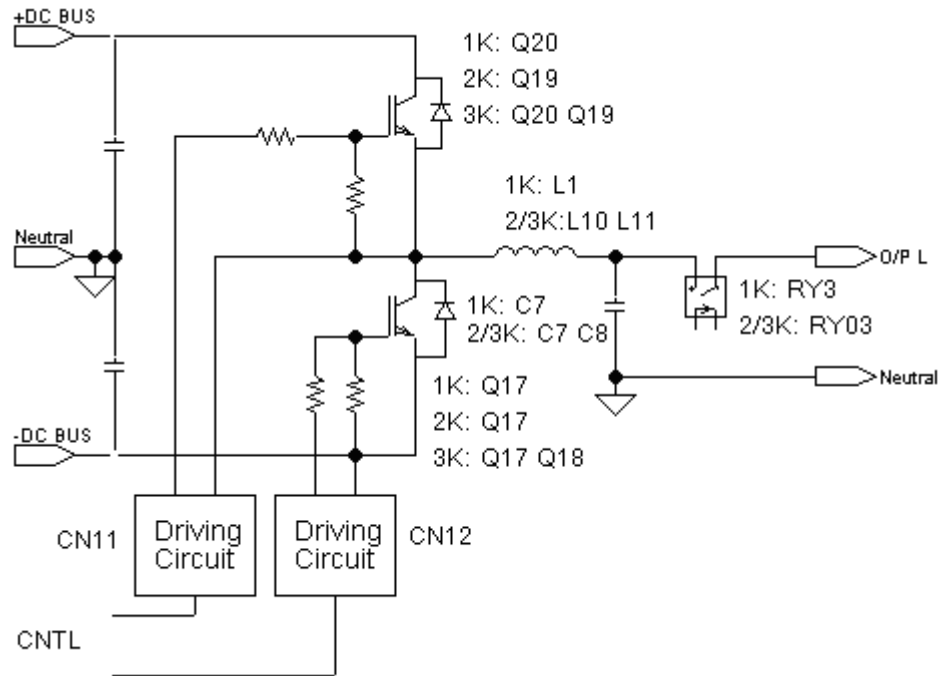 +DC BUS
1K: Q20
2K: Q19
3K: Q20 Q19
1K: L1
2/3K:L10 L11
Neutral
O/P L
1K: RY3
2/3K: RY03
1K: C7
2/3K: C7 C8
Neutral
1K: Q17
2K: Q17
3K: Q17 Q18
-DC BUS
CN11
Driving
Circuit
Driving
Circuit
CN12
CNTL